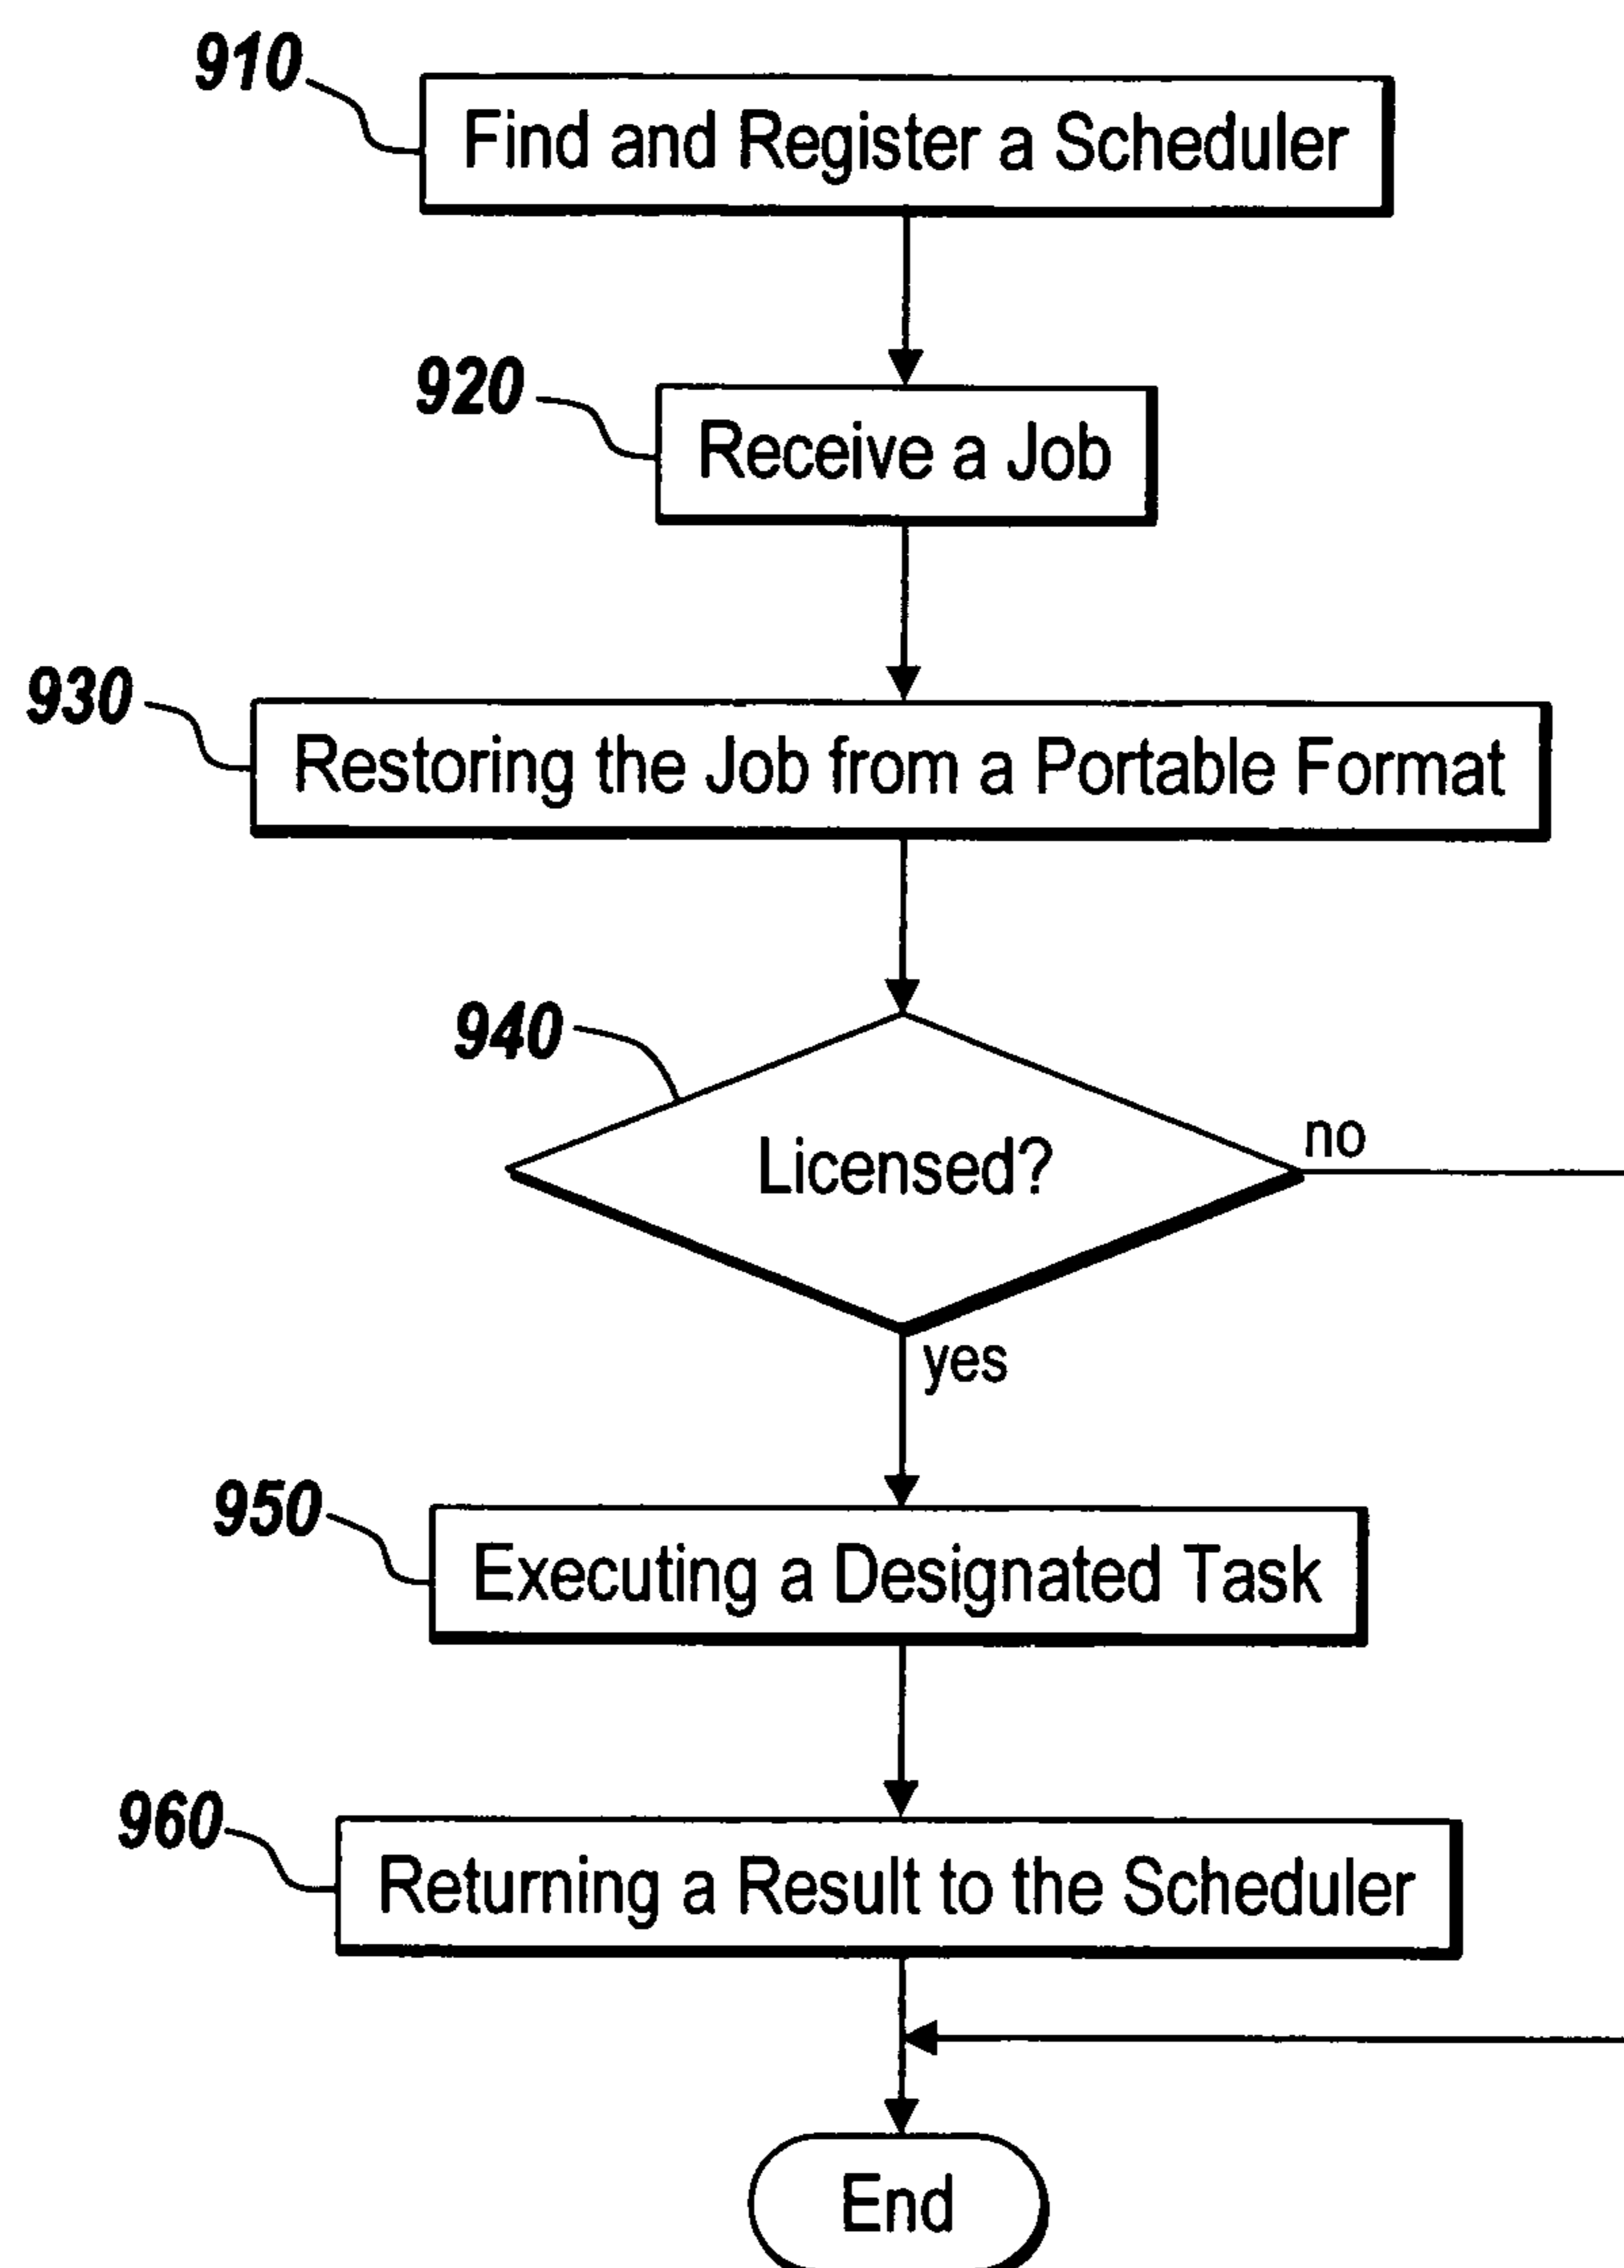 910
Find and Register a Scheduler
920
Receive a Job
930
Restoring the Job from a Portable Format
940
Licensed?
no
yes
950
Executing a Designated Task
960
Returning a Result to the Scheduler
End